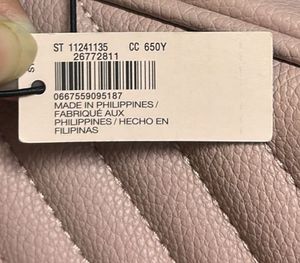 ST 11241135 CC 650Y
26772811
0667559095187
MADE IN PHILIPPINES/
FABRIQUÉ AUX
PHILIPPINES/HECHO EN
FILIPINAS